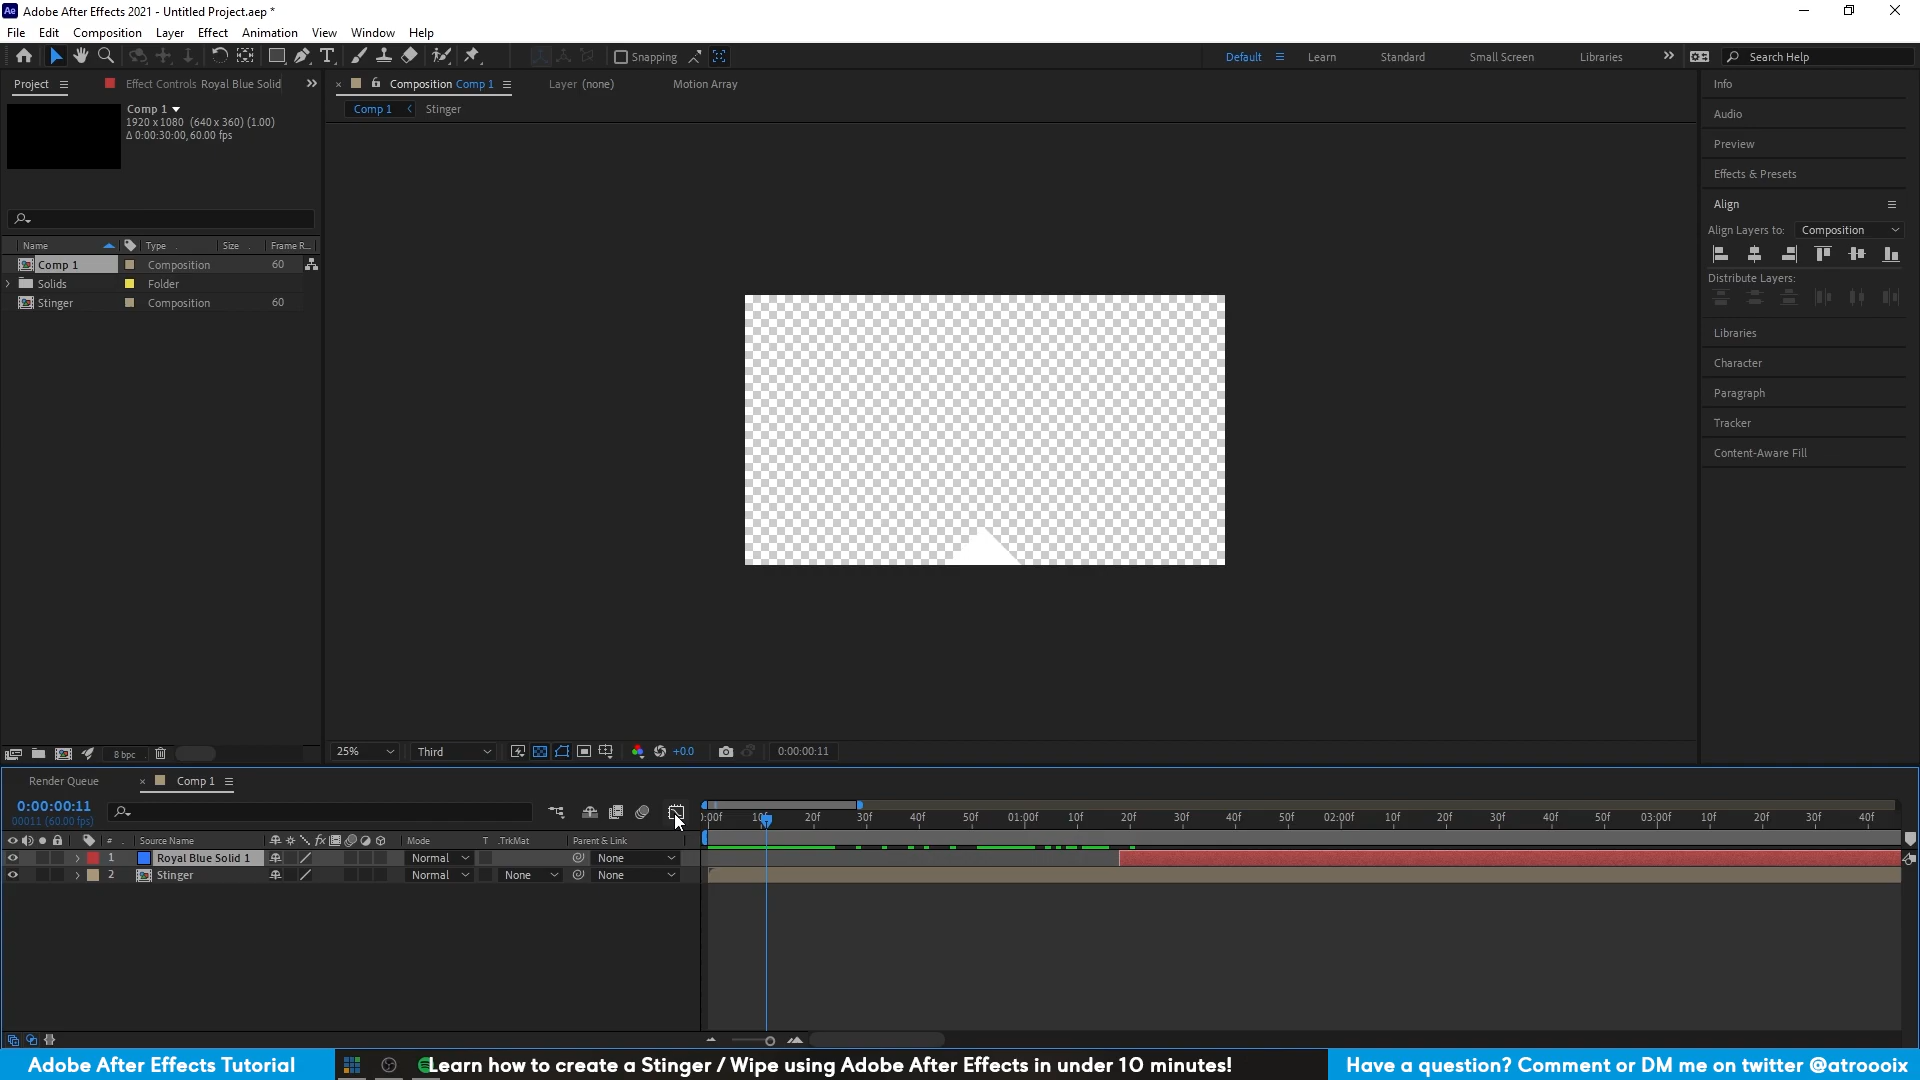 Ae Adobe After Effects 2021 - Untitled Project.aep *
File Edit Composition Layer Effect Animation View Window Help
Snapping
Default Learn Standard Small Screen Libraries Search Help
Project Effect Controls Royal Blue Solid
Composition Comp 1 Layer (none) Motion Array
Comp 1 Stinger
Comp 1
1920 x 1080 (640 x 360) (1.00)
Δ 0:00:30:00, 60.00 fps
Name Type Size Frame R...
Comp 1 Composition 60
Solids Folder
Stinger Composition 60
8 bpc
Info
Audio
Preview
Effects & Presets
Align
Align Layers to: Composition
Distribute Layers:
Libraries
Character
Paragraph
Tracker
Content-Aware Fill
25% Third +0.0 0:00:00:11
Render Queue Comp 1
0:00:00:11
00011 (60.00 fps)
):00f 10f 20f 30f 40f 50f 01:00f 10f 20f 30f 40f 50f 02:00f 10f 20f 30f 40f 50f 03:00f 10f 20f 30f 40f
# Source Name fx Mode T .TrkMat Parent & Link
1 Royal Blue Solid 1 Normal None
2 Stinger Normal None None
Adobe After Effects Tutorial
Learn how to create a Stinger / Wipe using Adobe After Effects in under 10 minutes!
Have a question? Comment or DM me on twitter @atroooix